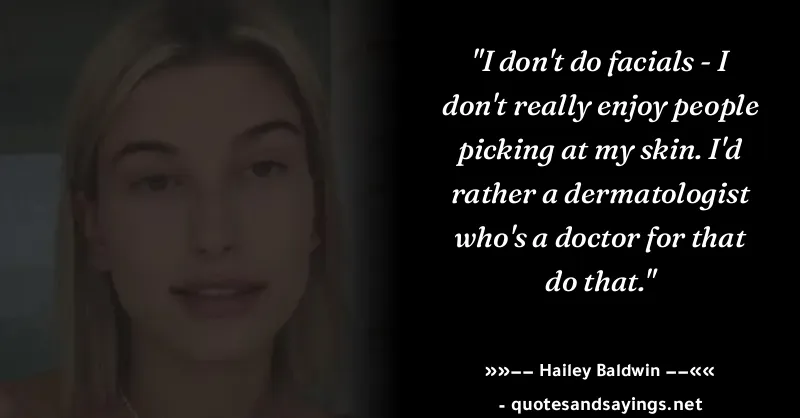 "I don't do facials - I
don't really enjoy people
picking at my skin. I'd
rather a dermatologist
who's a doctor for that
do that."
»»−− Hailey Baldwin −−««
- quotesandsayings.net